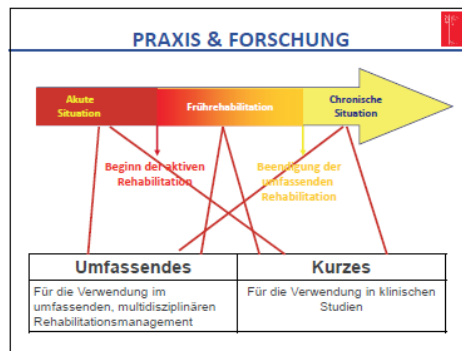 PRAXIS & FORSCHUNG
Akute
Situation
Frührehabilitation
Chronische
Situation
Beginn der aktiven
Rehabilitation
Beendigung der
umfassenden
Rehabilitation
Umfassendes
Für die Verwendung im
umfassenden, multidisziplinären
Rehabilitationsmanagement
Kurzes
Für die Verwendung in klinischen
Studien